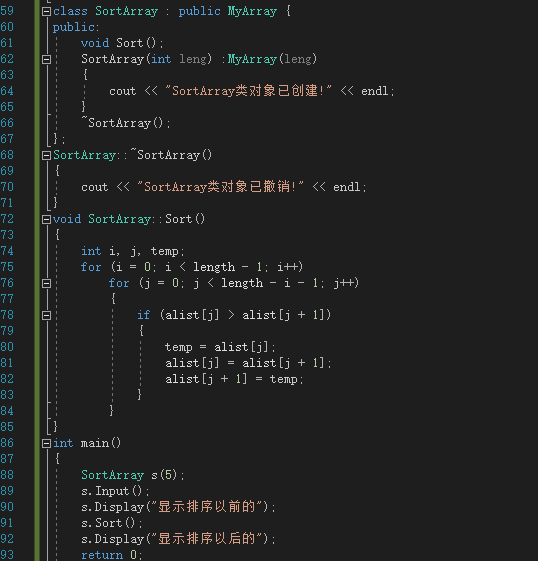 59 class SortArray : public MyArray {
60 public:
61     void Sort();
62     SortArray(int leng) :MyArray(leng)
63     {
64         cout << "SortArray类对象已创建!" << endl;
65     }
66     ~SortArray();
67 };
68 SortArray::~SortArray()
69 {
70     cout << "SortArray类对象已撤销!" << endl;
71 }
72 void SortArray::Sort()
73 {
74     int i, j, temp;
75     for (i = 0; i < length - 1; i++)
76         for (j = 0; j < length - i - 1; j++)
77         {
78             if (alist[j] > alist[j + 1])
79             {
80                 temp = alist[j];
81                 alist[j] = alist[j + 1];
82                 alist[j + 1] = temp;
83             }
84         }
85 }
86 int main()
87 {
88     SortArray s(5);
89     s.Input();
90     s.Display("显示排序以前的");
91     s.Sort();
92     s.Display("显示排序以后的");
93     return 0;